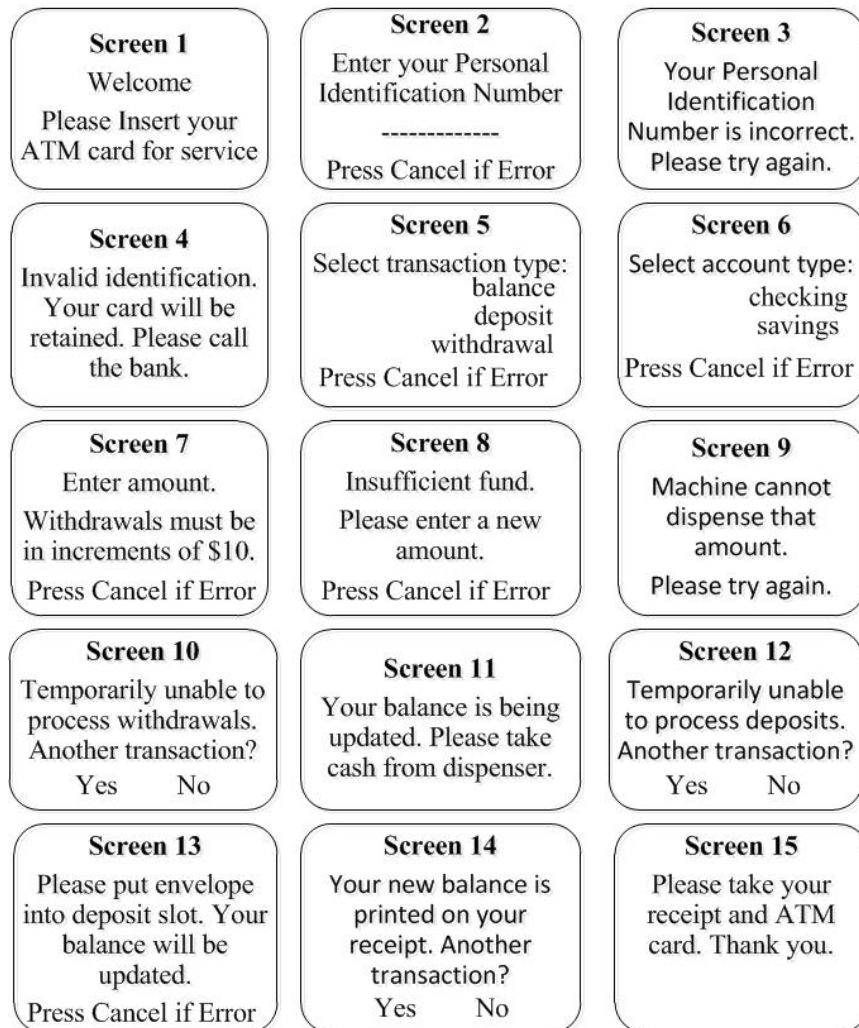 Screen 1
Welcome
Please Insert your
ATM card for service
Screen 2
Enter your Personal
Identification Number
-------------
Press Cancel if Error
Screen 3
Your Personal
Identification
Number is incorrect.
Please try again.
Screen 4
Invalid identification.
Your card will be
retained. Please call
the bank.
Screen 5
Select transaction type:
balance
deposit
withdrawal
Press Cancel if Error
Screen 6
Select account type:
checking
savings
Press Cancel if Error
Screen 7
Enter amount.
Withdrawals must be
in increments of $10.
Press Cancel if Error
Screen 8
Insufficient fund.
Please enter a new
amount.
Press Cancel if Error
Screen 9
Machine cannot
dispense that
amount.
Please try again.
Screen 10
Temporarily unable to
process withdrawals.
Another transaction?
Yes No
Screen 11
Your balance is being
updated. Please take
cash from dispenser.
Screen 12
Temporarily unable
to process deposits.
Another transaction?
Yes No
Screen 13
Please put envelope
into deposit slot. Your
balance will be
updated.
Press Cancel if Error
Screen 14
Your new balance is
printed on your
receipt. Another
transaction?
Yes No
Screen 15
Please take your
receipt and ATM
card. Thank you.